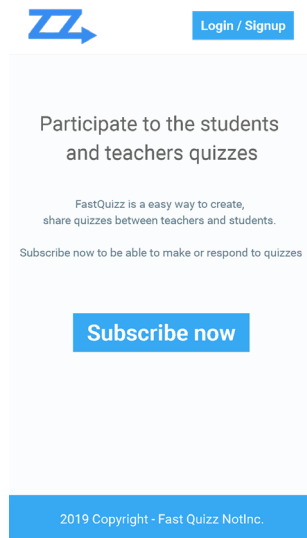 ZZ
Login / Signup
Participate to the students
and teachers quizzes
FastQuizz is a easy way to create,
share quizzes between teachers and students.
Subscribe now to be able to make or respond to quizzes
Subscribe now
2019 Copyright - Fast Quizz NotInc.